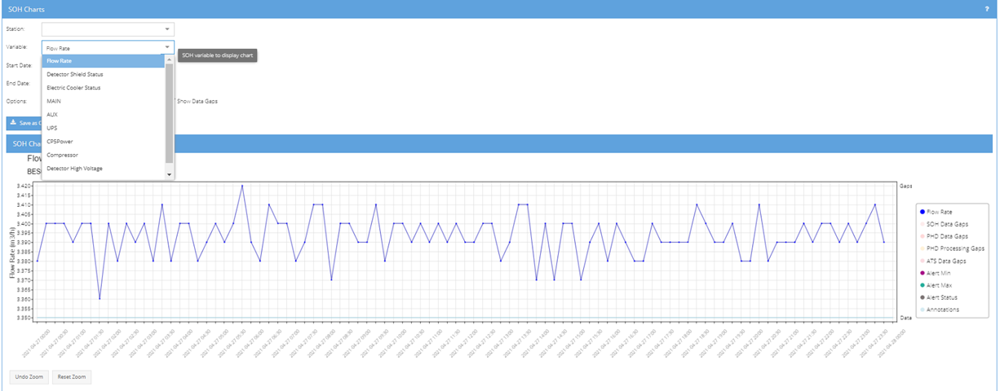 SOH Charts ?
Station:
Variable: Flow Rate
SOH variable to display chart
Flow Rate
Start Date:
Detector Shield Status
End Date:
Electric Cooler Status
Options: MAIN Show Data Gaps
AUX
Save as C
UPS
CP5Power
SOH Cha
Compressor
Flov
Detector High Voltage
BES
Gaps
3.420
3.415
3.410
3.405
3.400
3.395
3.390
3.385
3.380
3.375
3.370
3.365
3.360
3.355
3.350
Flow Rate (m3/h)
Data
Flow Rate
SOH Data Gaps
PHD Data Gaps
PHD Processing Gaps
ATS Data Gaps
Alert Min
Alert Max
Alert Status
Annotations
2021-04-27 00:00
2021-04-27 00:30
2021-04-27 01:00
2021-04-27 01:30
2021-04-27 02:00
2021-04-27 02:30
2021-04-27 03:00
2021-04-27 03:30
2021-04-27 04:00
2021-04-27 04:30
2021-04-27 05:00
2021-04-27 05:30
2021-04-27 06:00
2021-04-27 06:30
2021-04-27 07:00
2021-04-27 07:30
2021-04-27 08:00
2021-04-27 08:30
2021-04-27 09:00
2021-04-27 09:30
2021-04-27 10:00
2021-04-27 10:30
2021-04-27 11:00
2021-04-27 11:30
2021-04-27 12:00
2021-04-27 12:30
2021-04-27 13:00
2021-04-27 13:30
2021-04-27 14:00
2021-04-27 14:30
2021-04-27 15:00
2021-04-27 15:30
2021-04-27 16:00
2021-04-27 16:30
2021-04-27 17:00
2021-04-27 17:30
2021-04-27 18:00
2021-04-27 18:30
2021-04-27 19:00
2021-04-27 19:30
2021-04-27 20:00
2021-04-27 20:30
2021-04-27 21:00
2021-04-27 21:30
2021-04-27 22:00
2021-04-27 22:30
2021-04-27 23:00
2021-04-27 23:30
2021-04-28 00:00
Undo Zoom
Reset Zoom